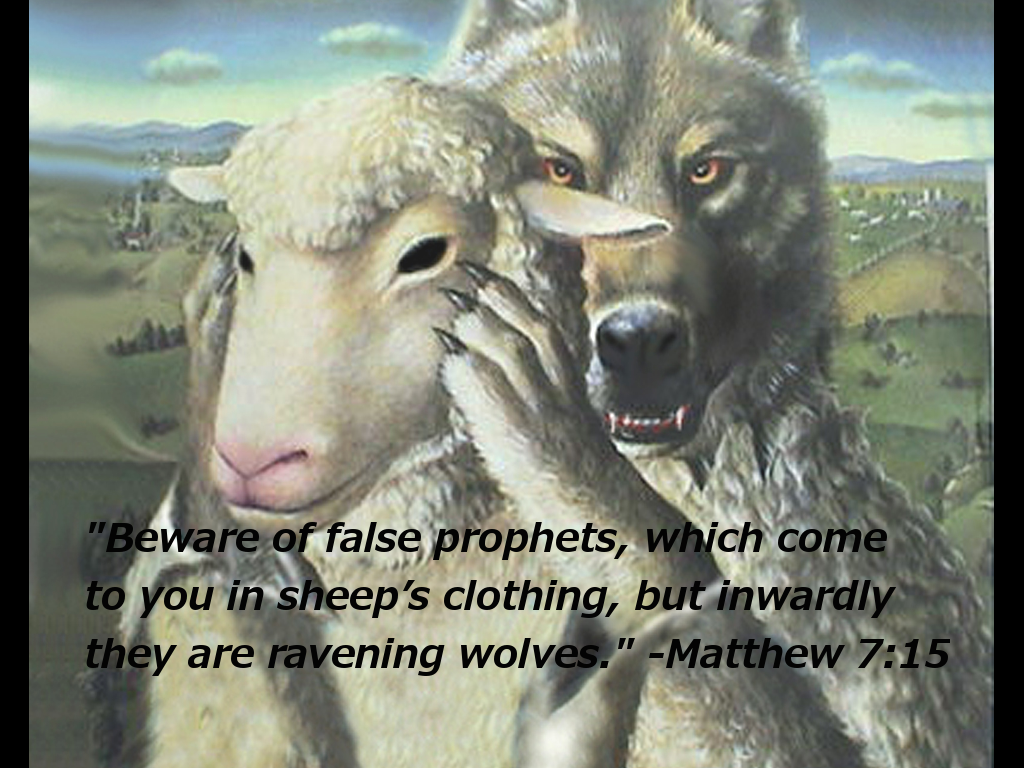 "Beware of false prophets, which come
to you in sheep’s clothing, but inwardly
they are ravening wolves." -Matthew 7:15